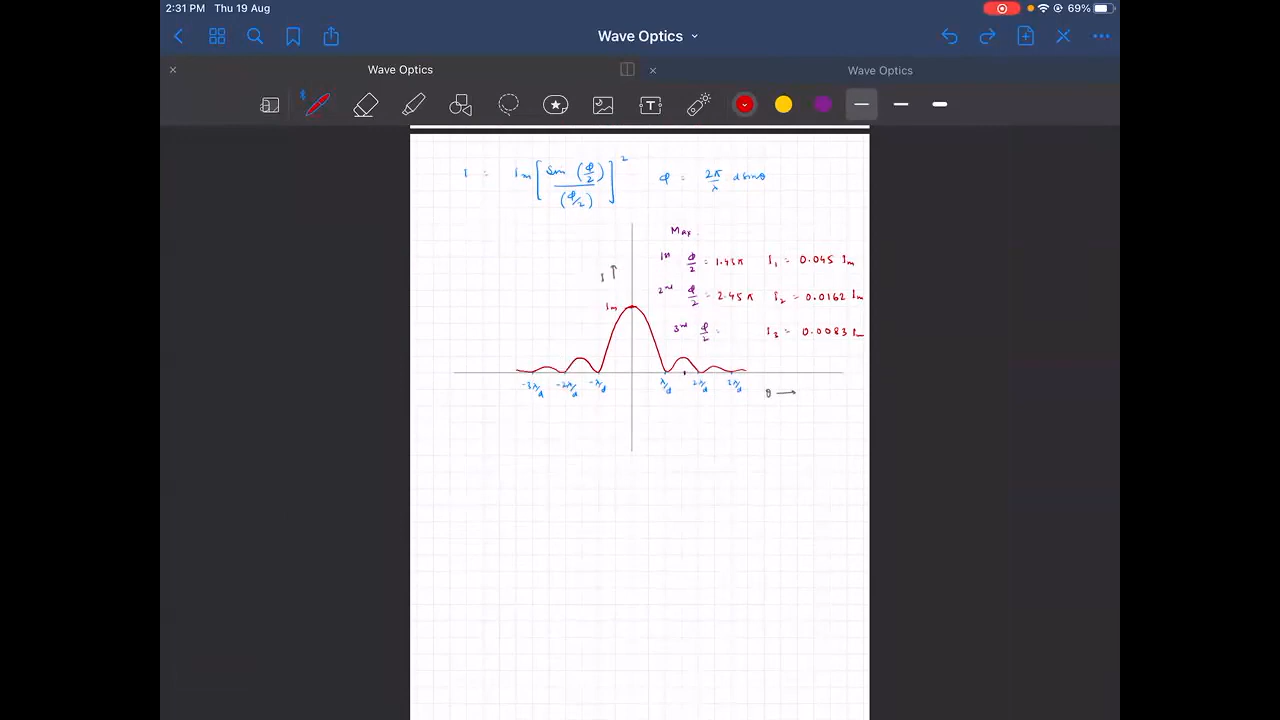 2:31 PM Thu 19 Aug 69%
Wave Optics
Wave Optics Wave Optics
I = Im [ sin (φ/2) / (φ/2) ]² φ = 2π/λ d sinθ
Max.
1st φ/2 = 1.43π I₁ = 0.045 Im
I ↑
2nd φ/2 = 2.45π I₂ = 0.0162 Im
Im
3rd φ/2 = I₃ = 0.0083 Im
-3λ/d -2λ/d -λ/d λ/d 2λ/d 3λ/d
θ →